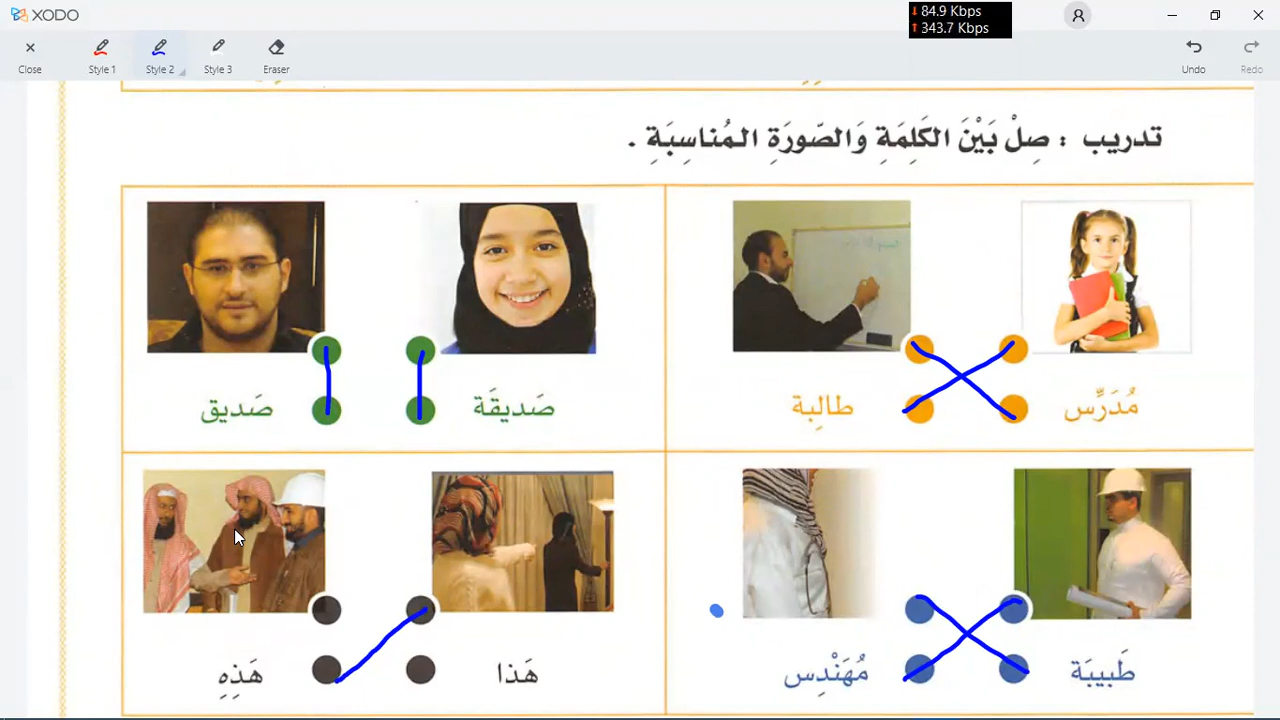 XODO
84.9 Kbps
343.7 Kbps
Close
Style 1
Style 2
Style 3
Eraser
Undo
Redo
تدريب : صِلْ بَيْنَ الكَلِمَةِ وَالصّورَةِ المُناسِبَةِ .
مُدَرِّس
طالِبة
صَديقَة
صَديق
طَبيبَة
مُهَنْدِس
هَذا
هَذِهِ